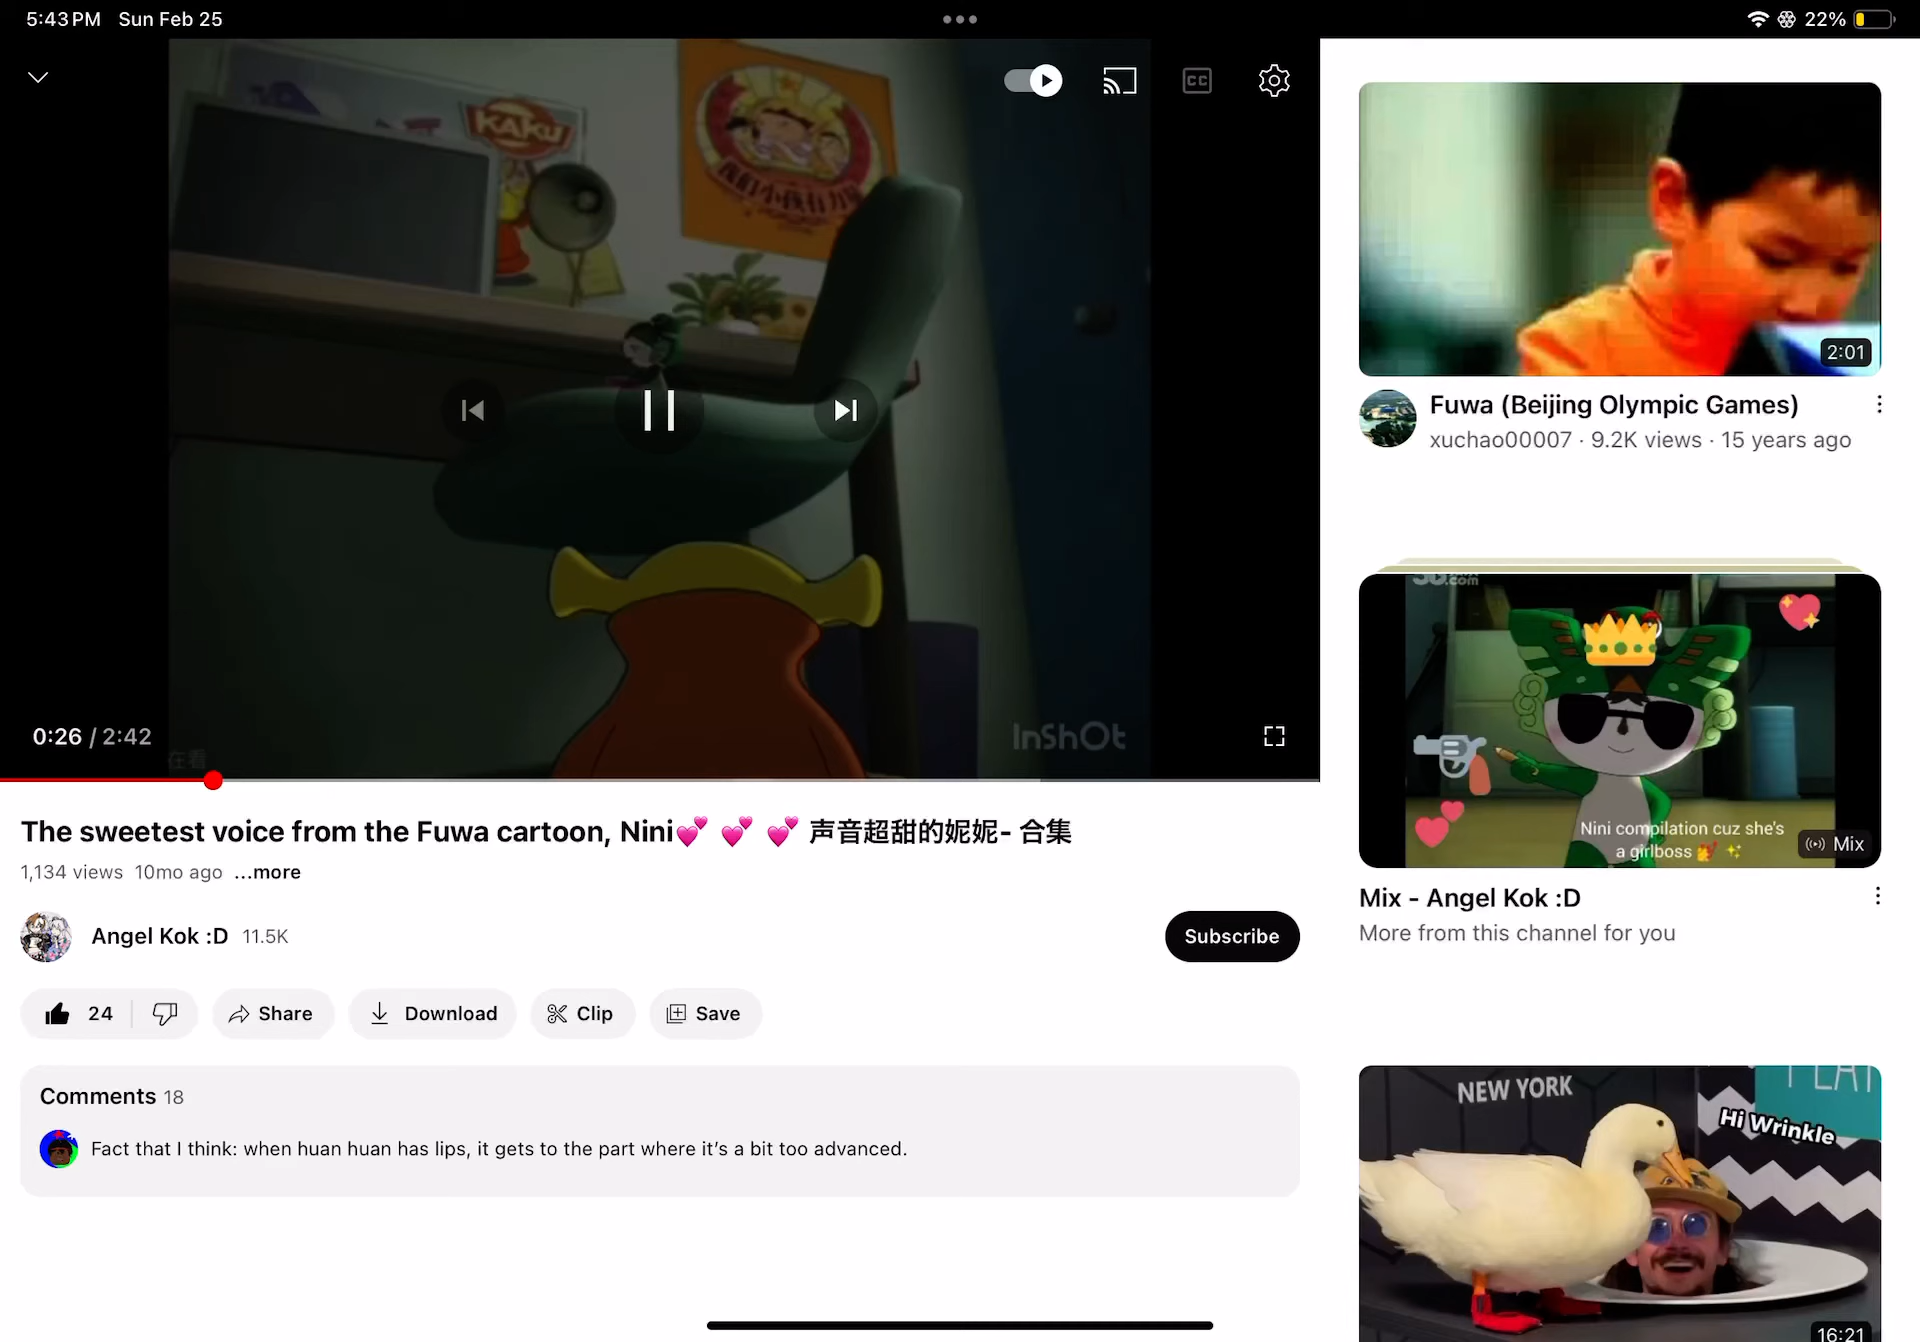 5:43 PM Sun Feb 25
22%
KAKU
CC
0:26 / 2:42
在看
InShOt
The sweetest voice from the Fuwa cartoon, Nini💕 💕 💕 声音超甜的妮妮- 合集
1,134 views 10mo ago ...more
Angel Kok :D 11.5K
Subscribe
24
Share
Download
Clip
Save
Comments 18
Fact that I think: when huan huan has lips, it gets to the part where it’s a bit too advanced.
2:01
Fuwa (Beijing Olympic Games)
xuchao00007 · 9.2K views · 15 years ago
.com
Nini compilation cuz she's
a girlboss 💅 ✨
Mix
Mix - Angel Kok :D
More from this channel for you
NEW YORK
Hi Wrinkle
16:21